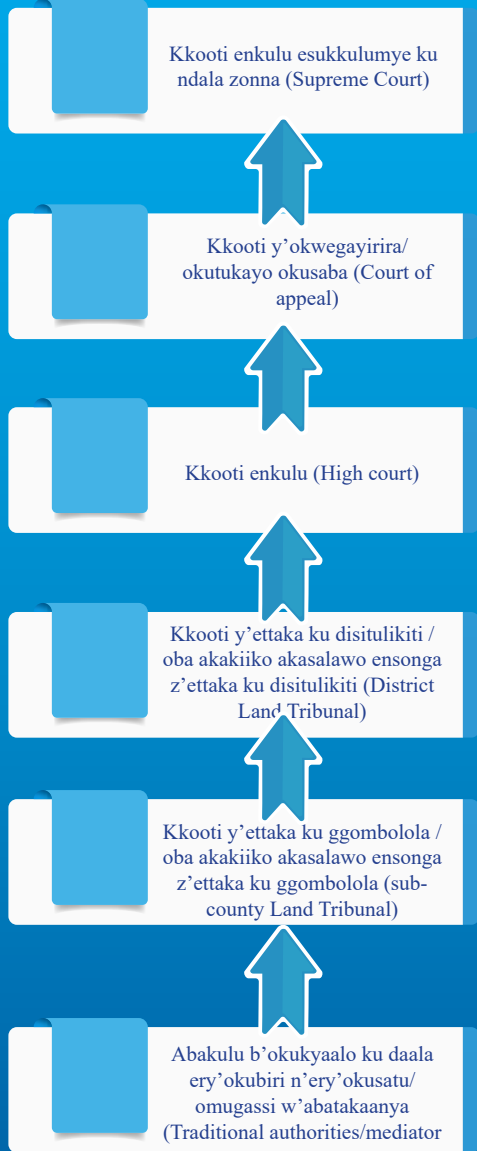 Kkooti enkulu esukkulumye ku
ndala zonna (Supreme Court)
Kkooti y’okwegayirira/
okutukayo okusaba (Court of
appeal)
Kkooti enkulu (High court)
Kkooti y’ettaka ku disitulikiti /
oba akakiiko akasalawo ensonga
z’ettaka ku disitulikiti (District
Land Tribunal)
Kkooti y’ettaka ku ggombolola /
oba akakiiko akasalawo ensonga
z’ettaka ku ggombolola (sub-
county Land Tribunal)
Abakulu b’okukyaalo ku daala
ery’okubiri n’ery’okusatu/
omugassi w’abatakaanya
(Traditional authorities/mediator